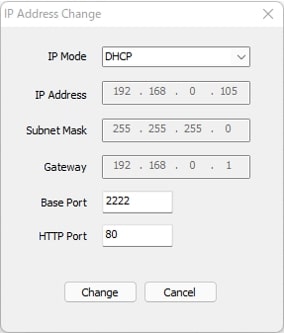 IP Address Change
IP Mode DHCP
IP Address 192 . 168 . 0 . 105
Subnet Mask 255 . 255 . 255 . 0
Gateway 192 . 168 . 0 . 1
Base Port 2222
HTTP Port 80
Change Cancel